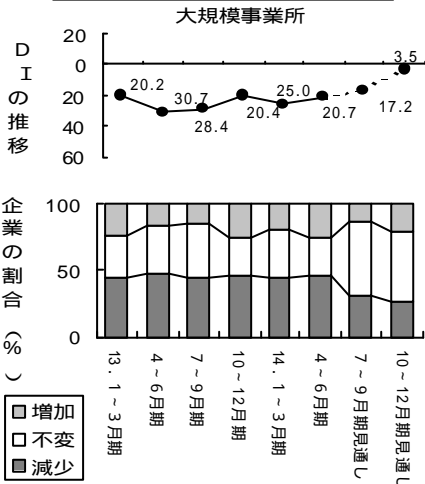 大規模事業所
DIの推移
20
0
20
40
60
20.2
30.7
28.4
20.4
25.0
20.7
17.2
3.5
企業の割合(%)
100
50
0
13.1~3月期
4~6月期
7~9月期
10~12月期
14.1~3月期
4~6月期
7~9月期見通し
10~12月期見通し
増加
不変
減少